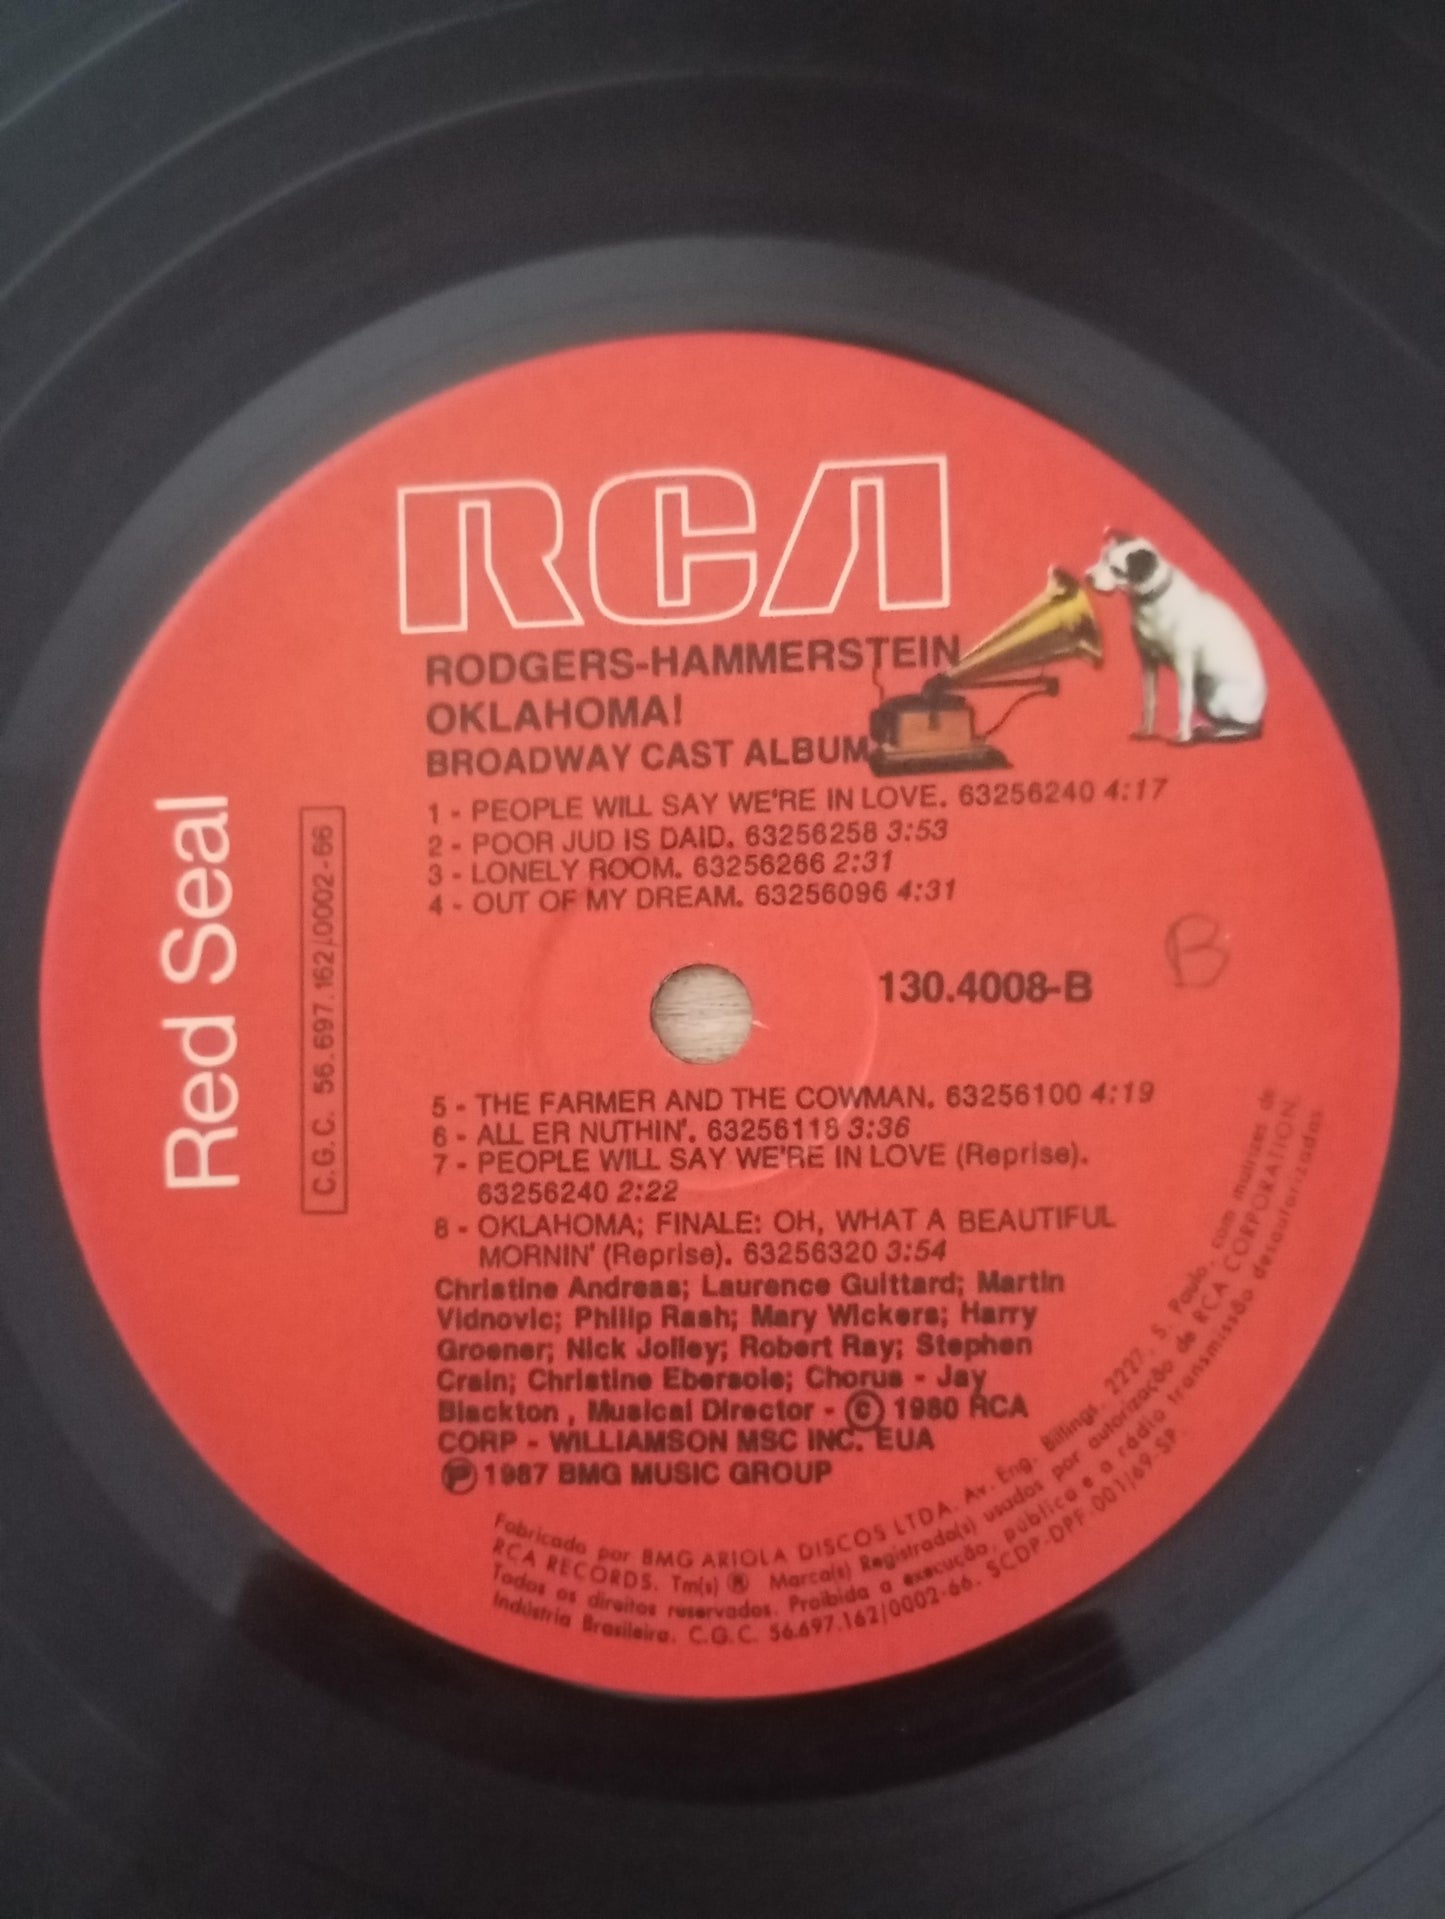 RCA
RODGERS-HAMMERSTEIN
OKLAHOMA!
BROADWAY CAST ALBUM
1 - PEOPLE WILL SAY WE'RE IN LOVE. 63256240 4:17
2 - POOR JUD IS DAID. 63256258 3:53
3 - LONELY ROOM. 63256266 2:31
4 - OUT OF MY DREAM. 63256096 4:31
Red Seal
C.G.C. 56.697.162/0002-66
130.4008-B
B
5 - THE FARMER AND THE COWMAN. 63256100 4:19
6 - ALL ER NUTHIN'. 63256118 3:36
7 - PEOPLE WILL SAY WE'RE IN LOVE (Reprise).
63256240 2:22
8 - OKLAHOMA; FINALE: OH, WHAT A BEAUTIFUL
MORNIN' (Reprise). 63256320 3:54
Christine Andreas; Laurence Guittard; Martin
Vidnovic; Philip Rash; Mary Wickers; Harry
Groener; Nick Jolley; Robert Ray; Stephen
Crain; Christine Ebersole; Chorus - Jay
Blackton , Musical Director - © 1980 RCA
CORP - WILLIAMSON MSC INC. EUA
℗ 1987 BMG MUSIC GROUP
Fabricado por BMG ARIOLA DISCOS LTDA. Av. Eng. Billings, 2227, S. Paulo, com matrizes da
RCA RECORDS. Tm(s) ® Marca(s) Registrada(s) usadas por autorização de RCA CORPORATION.
Todos os direitos reservados. Proibida a execução, pública e a rádio transmissão desautorizadas
Indústria Brasileira. C.G.C. 56.697.162/0002-66. SCDP-DPF-001/69-SP